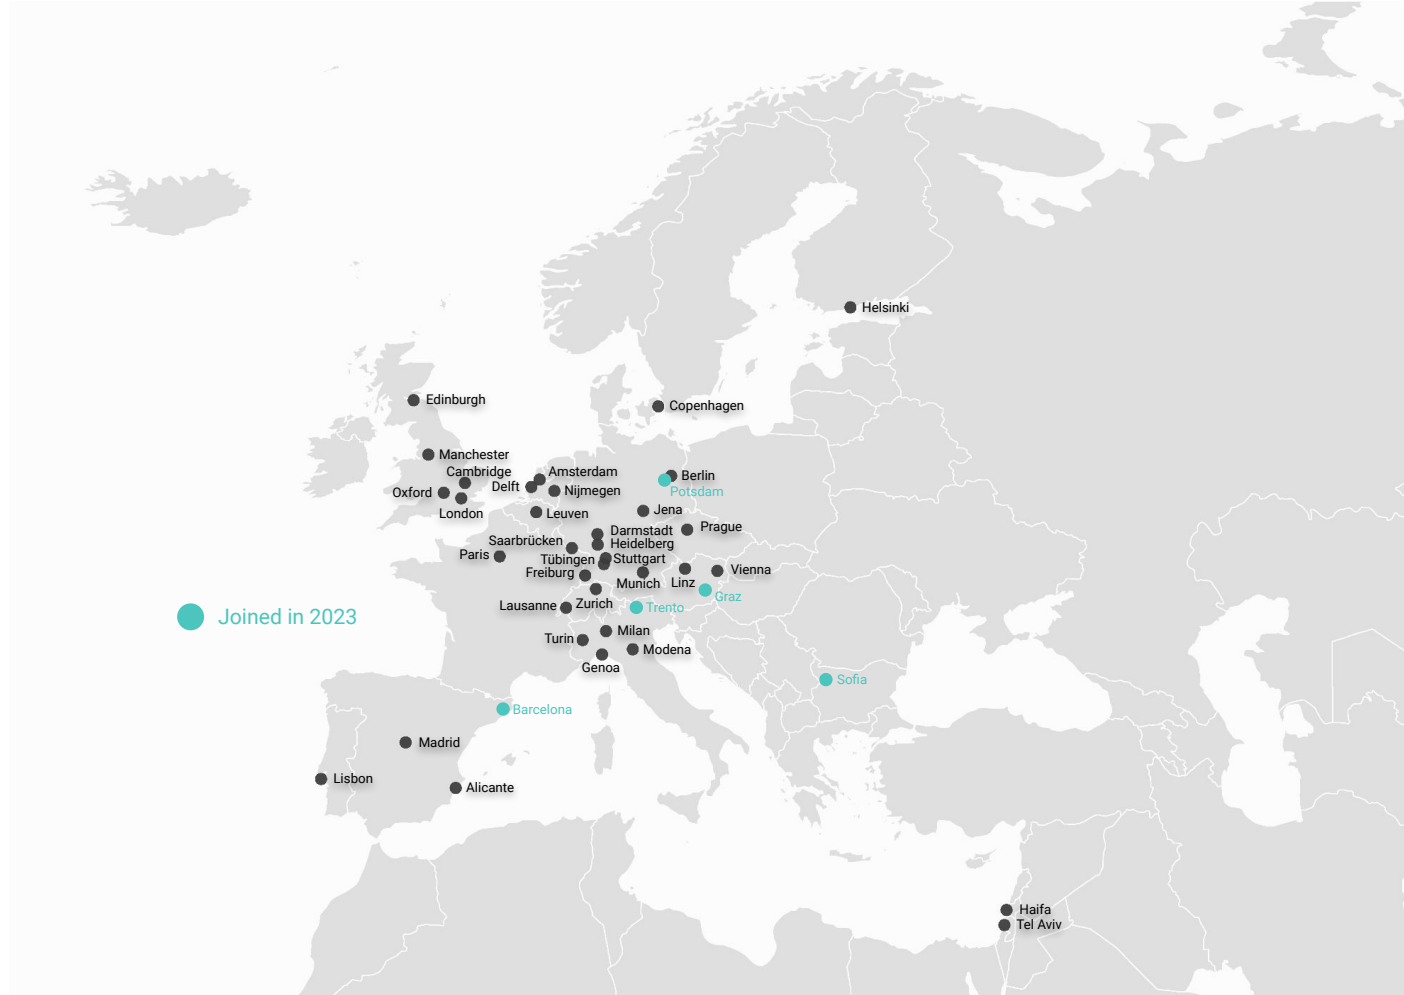 Helsinki
Edinburgh
Copenhagen
Manchester
Cambridge
Amsterdam
Berlin
Oxford
Delft
Nijmegen
Potsdam
London
Leuven
Jena
Saarbrücken
Darmstadt
Prague
Paris
Heidelberg
Tübingen
Stuttgart
Freiburg
Munich
Linz
Vienna
Lausanne
Zurich
Trento
Graz
Joined in 2023
Turin
Milan
Modena
Genoa
Sofia
Barcelona
Madrid
Lisbon
Alicante
Haifa
Tel Aviv